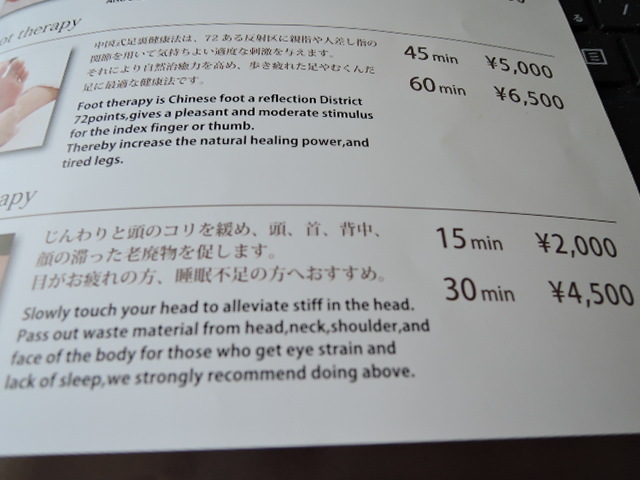 ot therapy
中国式足裏健康法は、72 ある反射区に親指や人差し指の
関節を用いて気持ちよい適度な刺激を与えます。
それにより自然治癒力を高め、歩き疲れた足やむくんだ
足に最適な健康法です。
45 min ¥5,000
60 min ¥6,500
Foot therapy is Chinese foot a reflection District
72points,gives a pleasant and moderate stimulus
for the index finger or thumb.
Thereby increase the natural healing power,and
tired legs.
apy
じんわりと頭のコリを緩め、頭、首、背中、
顔の滞った老廃物を促します。
目がお疲れの方、睡眠不足の方へおすすめ。
15 min ¥2,000
30 min ¥4,500
Slowly touch your head to alleviate stiff in the head.
Pass out waste material from head,neck,shoulder,and
face of the body for those who get eye strain and
lack of sleep,we strongly recommend doing above.